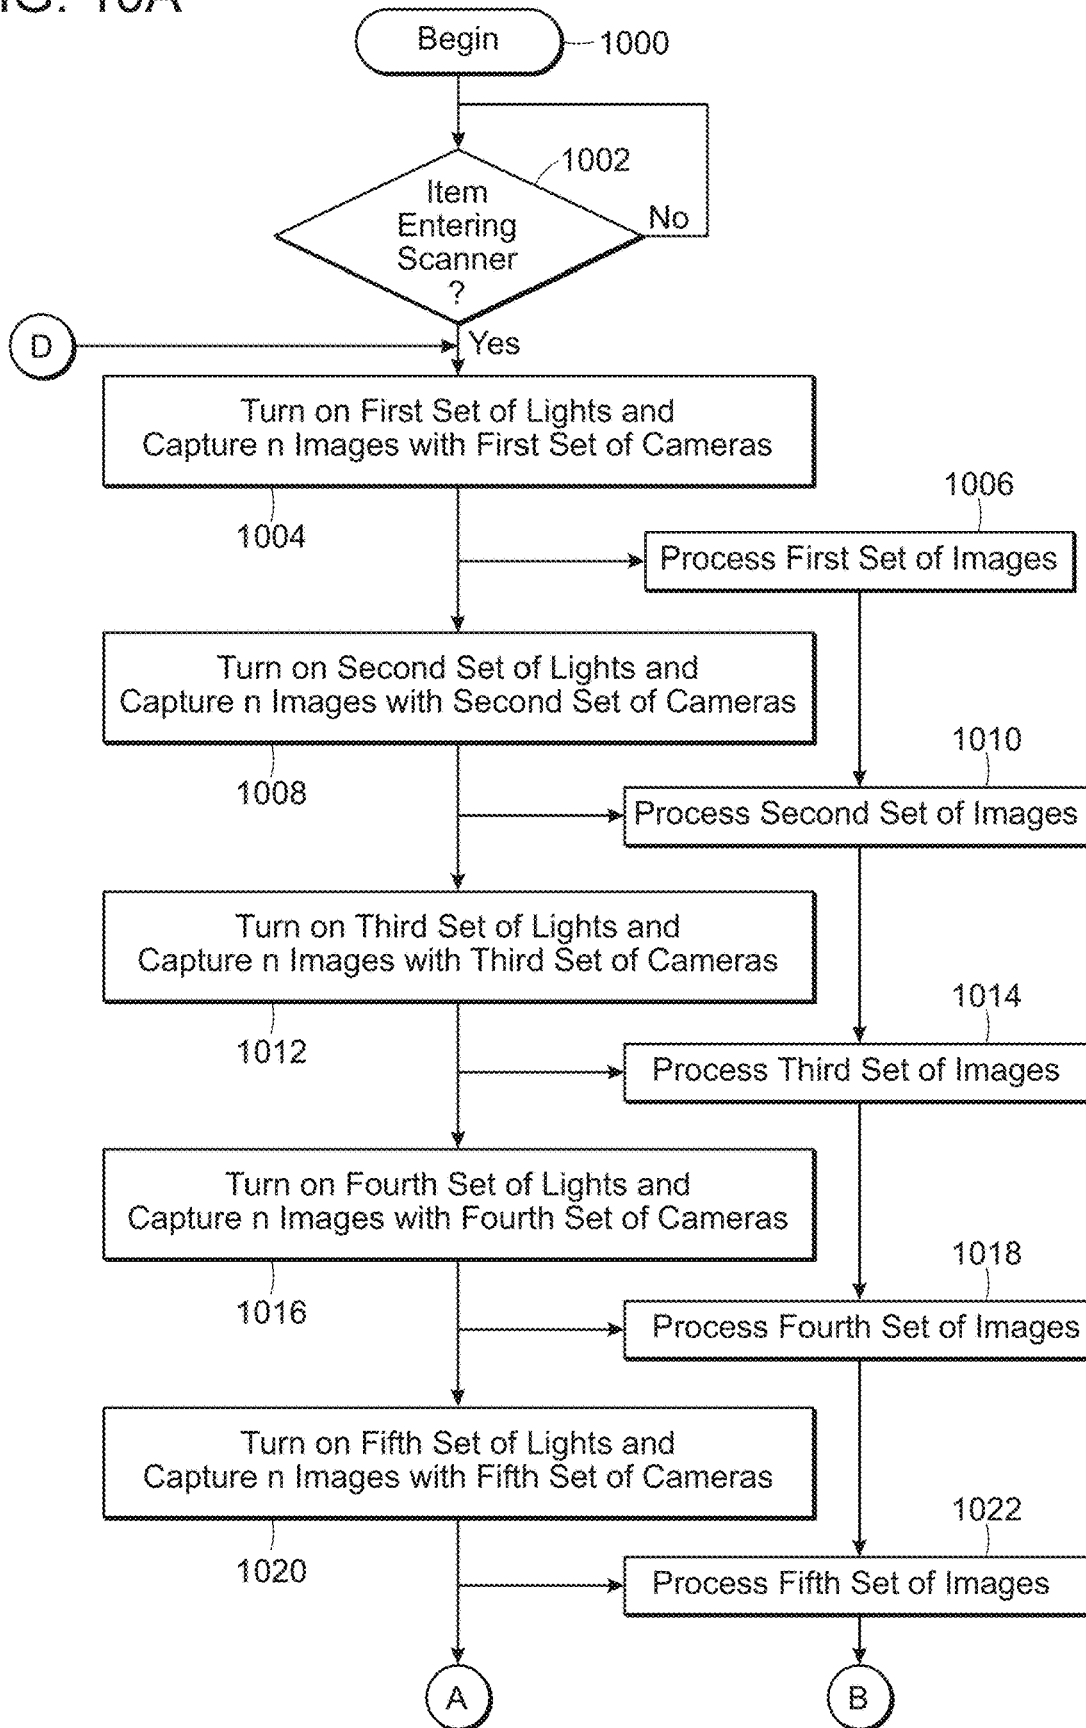 FIG. 10A
Begin
1000
1002
Item
Entering
Scanner
?
No
D
Yes
Turn on First Set of Lights and
Capture n Images with First Set of Cameras
1004
1006
Process First Set of Images
Turn on Second Set of Lights and
Capture n Images with Second Set of Cameras
1008
1010
Process Second Set of Images
Turn on Third Set of Lights and
Capture n Images with Third Set of Cameras
1012
1014
Process Third Set of Images
Turn on Fourth Set of Lights and
Capture n Images with Fourth Set of Cameras
1016
1018
Process Fourth Set of Images
Turn on Fifth Set of Lights and
Capture n Images with Fifth Set of Cameras
1020
1022
Process Fifth Set of Images
A
B